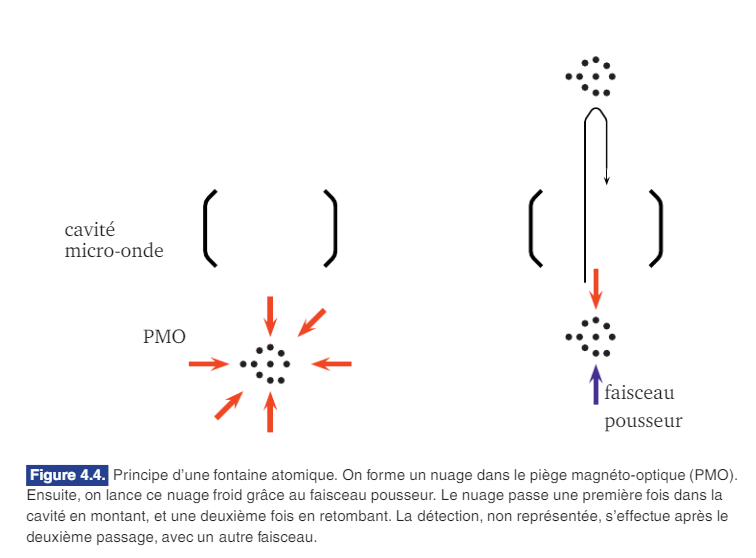 cavité
micro-onde
PMO
faisceau
pousseur
Figure 4.4. Principe d'une fontaine atomique. On forme un nuage dans le piège magnéto-optique (PMO).
Ensuite, on lance ce nuage froid grâce au faisceau pousseur. Le nuage passe une première fois dans la
cavité en montant, et une deuxième fois en retombant. La détection, non représentée, s'effectue après le
deuxième passage, avec un autre faisceau.